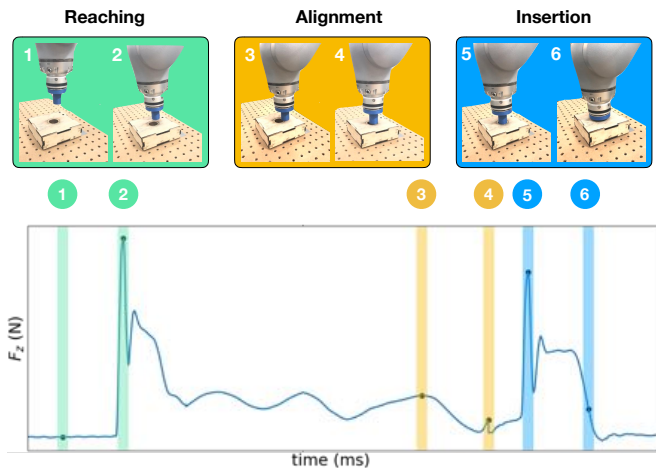 Reaching Alignment Insertion
1 2 3 4 5 6
1 2 3 4 5 6
F_z (N)
time (ms)